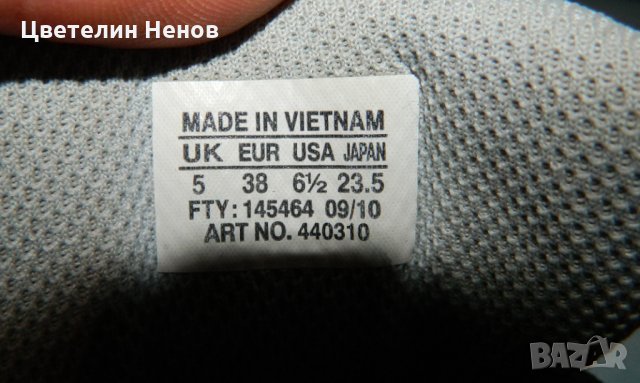 Цветелин Ненов
MADE IN VIETNAM
UK EUR USA JAPAN
5 38 6½ 23.5
FTY: 145464 09/10
ART NO. 440310
BAZAR